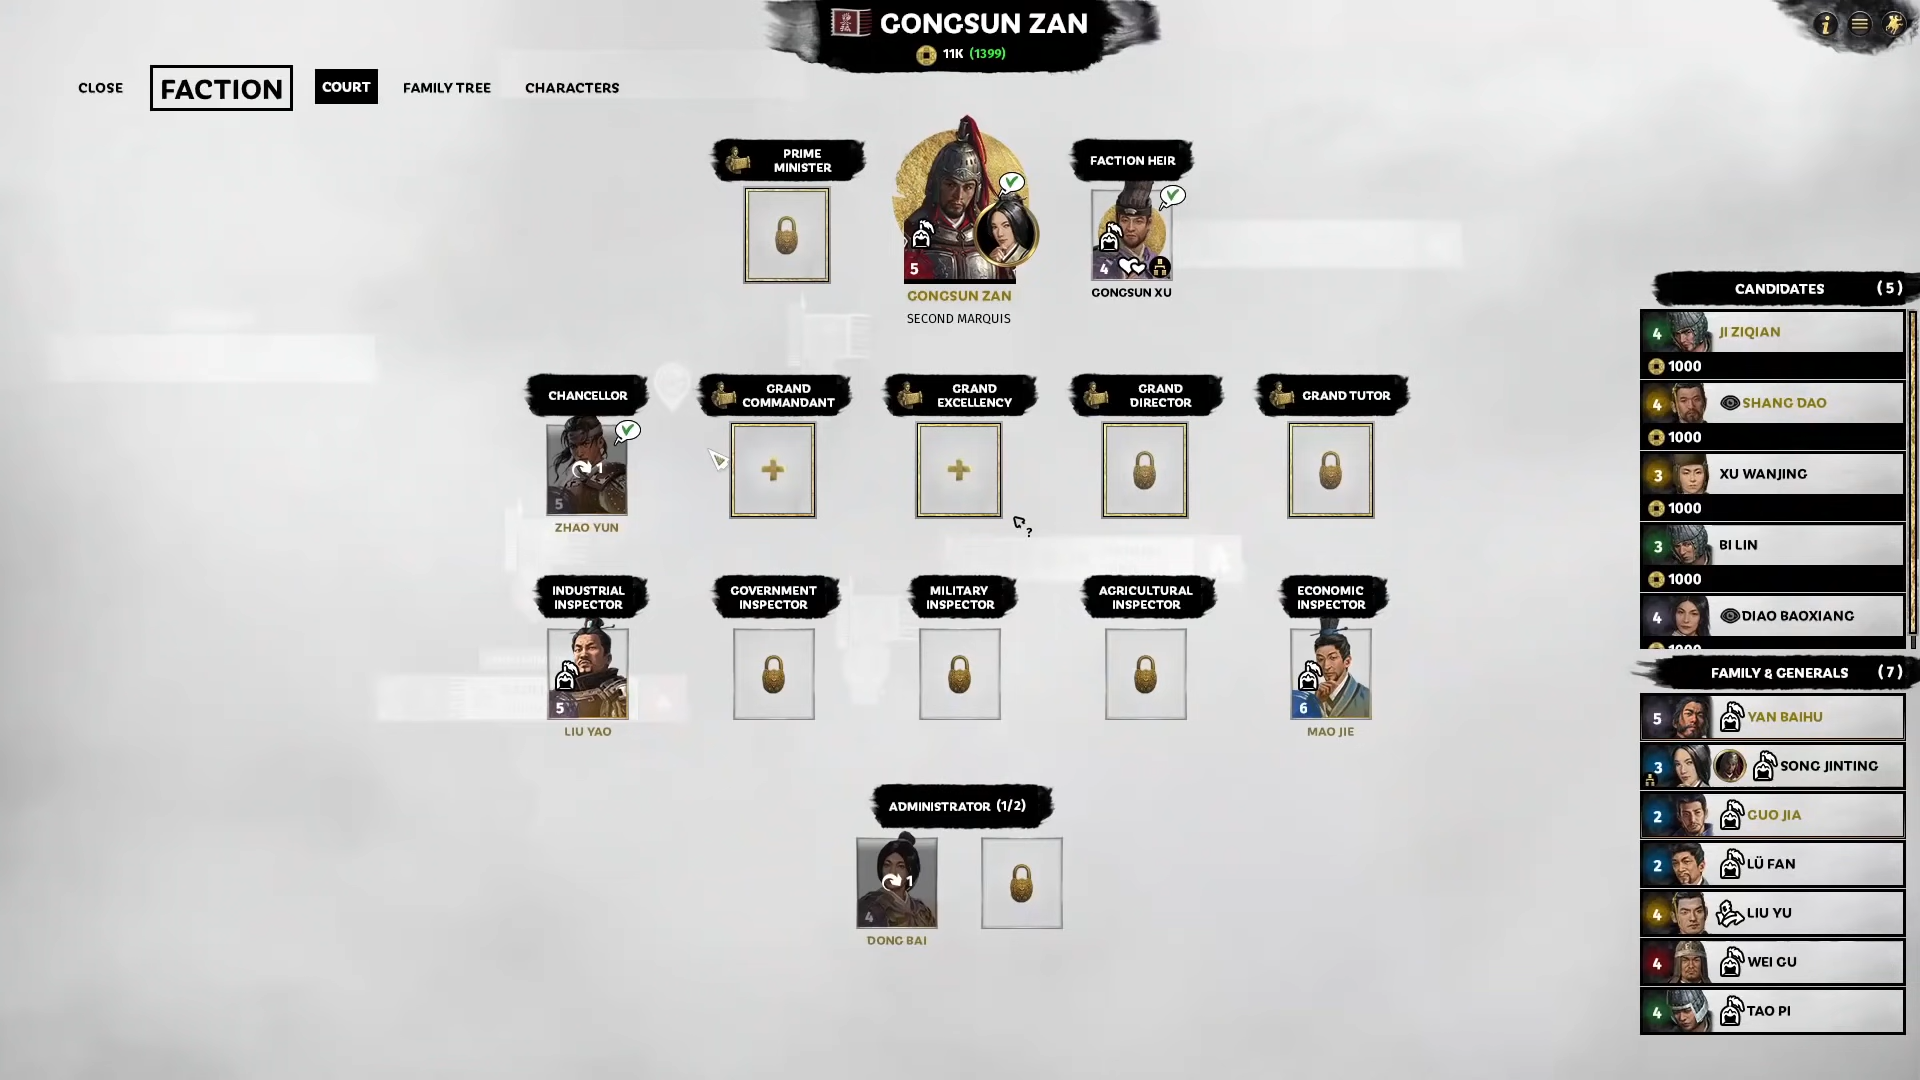 GONGSUN ZAN
11K (1399)
CLOSE
FACTION
COURT
FAMILY TREE
CHARACTERS
PRIME
MINISTER
5
GONGSUN ZAN
SECOND MARQUIS
FACTION HEIR
4
GONGSUN XU
CHANCELLOR
1
5
ZHAO YUN
GRAND
COMMANDANT
GRAND
EXCELLENCY
?
GRAND
DIRECTOR
GRAND TUTOR
INDUSTRIAL
INSPECTOR
5
LIU YAO
GOVERNMENT
INSPECTOR
MILITARY
INSPECTOR
AGRICULTURAL
INSPECTOR
ECONOMIC
INSPECTOR
6
MAO JIE
ADMINISTRATOR (1/2)
1
4
DONG BAI
CANDIDATES (5)
4 JI ZIQIAN
1000
4 SHANG DAO
1000
3 XU WANJING
1000
3 BI LIN
1000
4 DIAO BAOXIANG
1000
FAMILY & GENERALS (7)
5 YAN BAIHU
3 SONG JINTING
2 GUO JIA
2 LÜ FAN
4 LIU YU
4 WEI GU
4 TAO PI